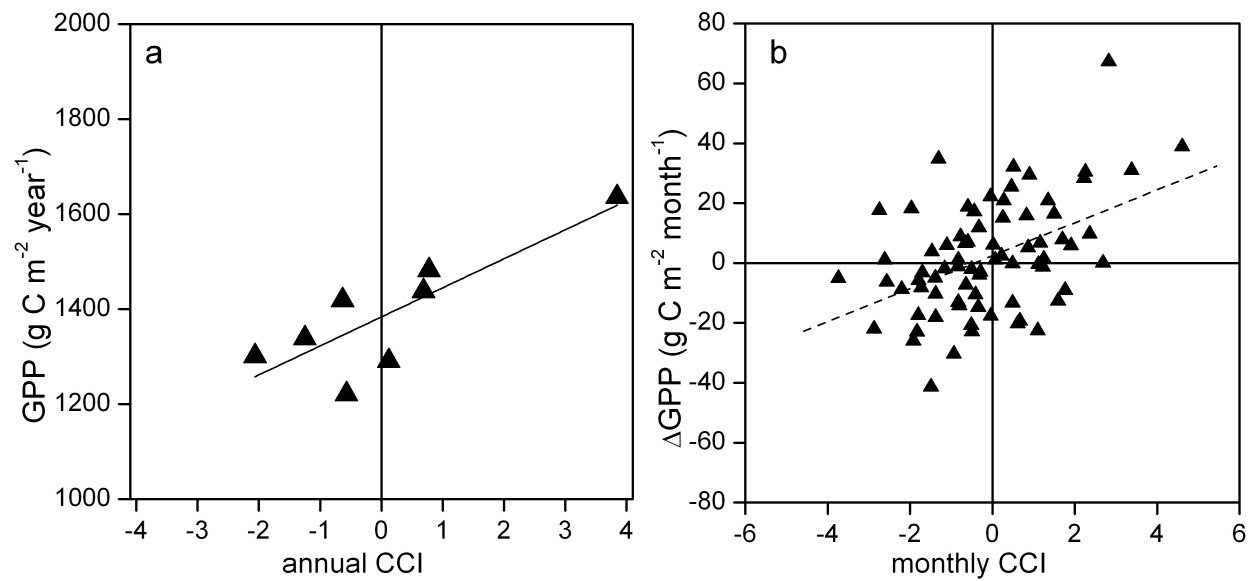 a
2000
1800
1600
1400
1200
1000
GPP (g C m⁻² year⁻¹)
-4 -3 -2 -1 0 1 2 3 4
annual CCI
b
80
60
40
20
0
-20
-40
-60
-80
ΔGPP (g C m⁻² month⁻¹)
-6 -4 -2 0 2 4 6
monthly CCI